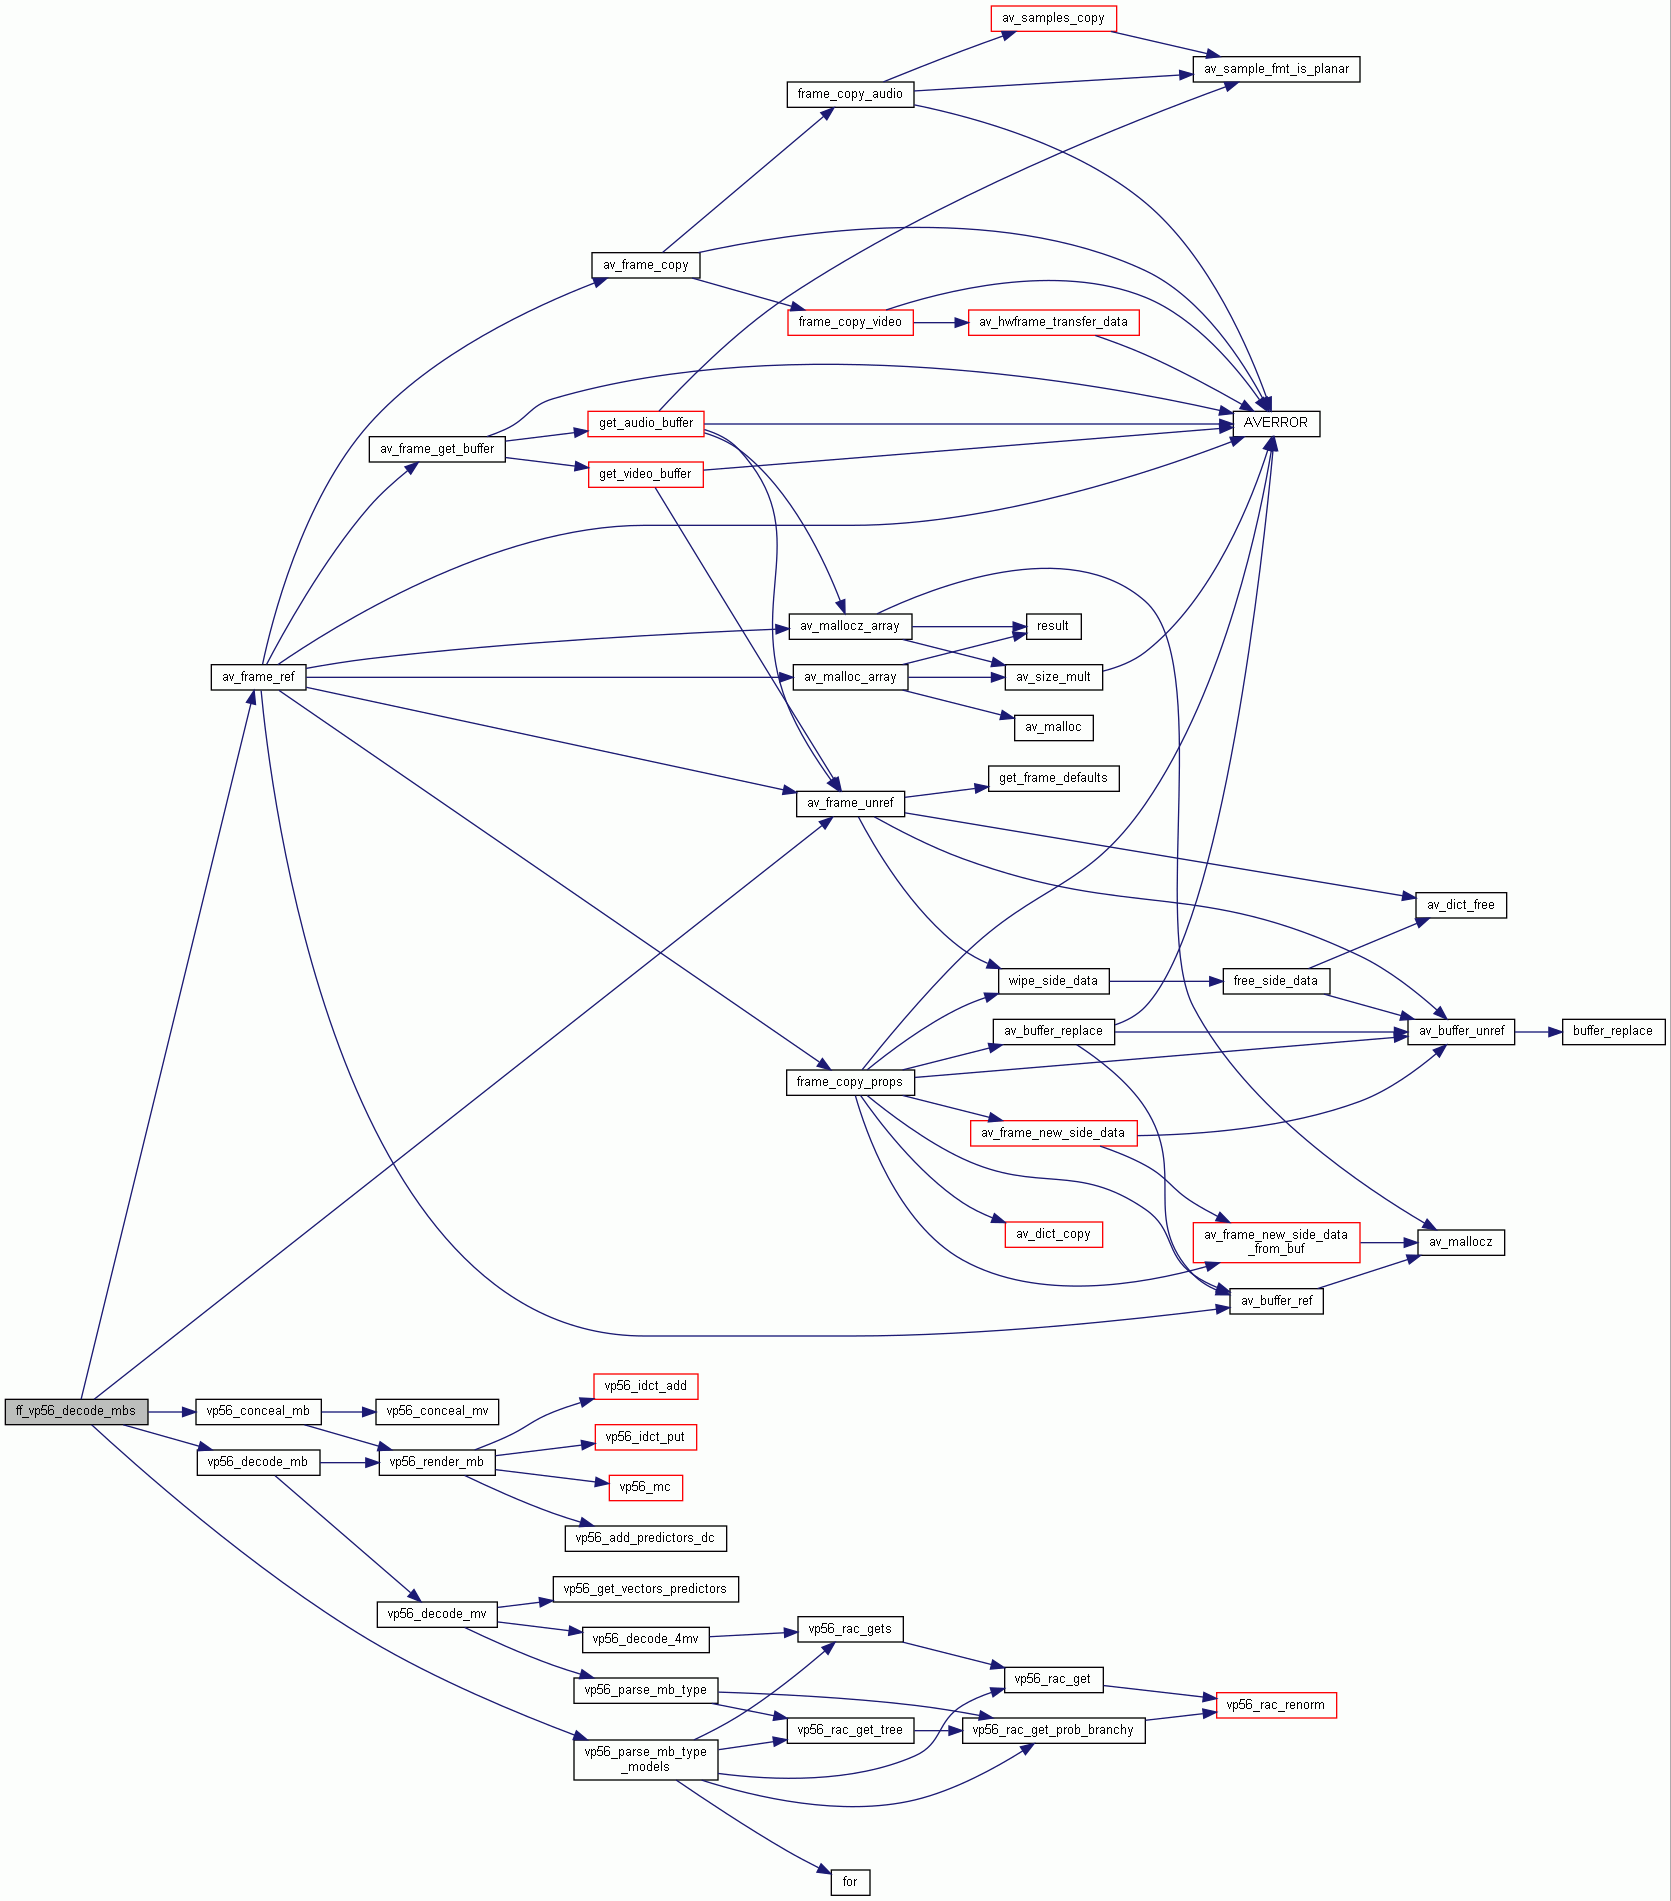 av_samples_copy
av_sample_fmt_is_planar
frame_copy_audio
av_frame_copy
frame_copy_video
av_hwframe_transfer_data
get_audio_buffer
AVERROR
av_frame_get_buffer
get_video_buffer
av_mallocz_array
result
av_frame_ref
av_malloc_array
av_size_mult
av_malloc
get_frame_defaults
av_frame_unref
av_dict_free
wipe_side_data
free_side_data
av_buffer_replace
av_buffer_unref
buffer_replace
frame_copy_props
av_frame_new_side_data
av_dict_copy
av_frame_new_side_data
_from_buf
av_mallocz
av_buffer_ref
vp56_idct_add
ff_vp56_decode_mbs
vp56_conceal_mb
vp56_conceal_mv
vp56_idct_put
vp56_decode_mb
vp56_render_mb
vp56_mc
vp56_add_predictors_dc
vp56_get_vectors_predictors
vp56_decode_mv
vp56_decode_4mv
vp56_rac_gets
vp56_parse_mb_type
vp56_rac_get
vp56_rac_renorm
vp56_rac_get_tree
vp56_rac_get_prob_branchy
vp56_parse_mb_type
_models
for